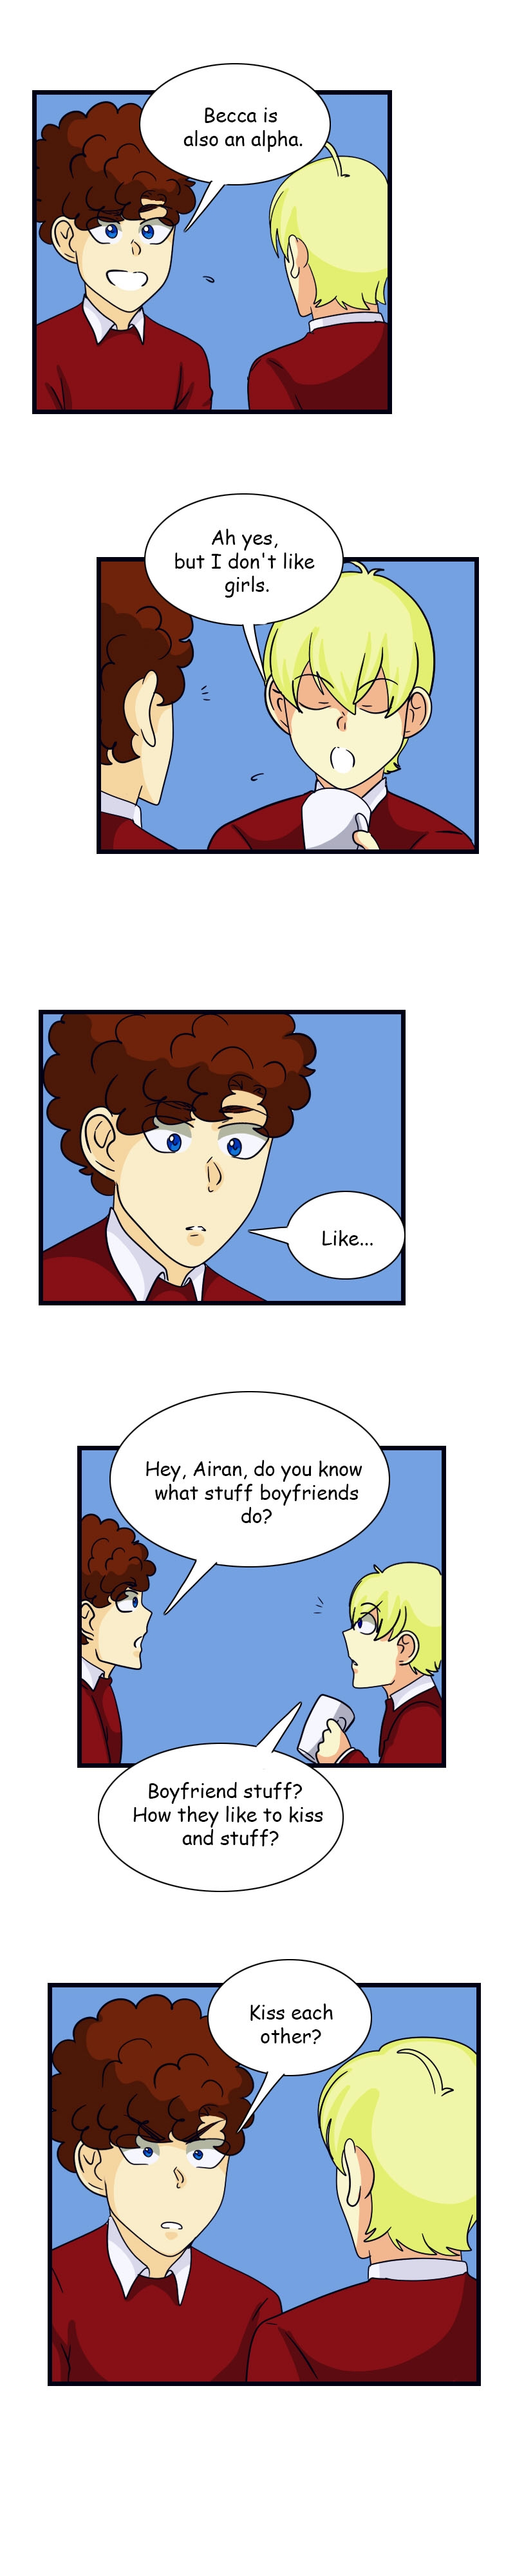 Becca is
also an alpha.
Ah yes,
but I don't like
girls.
Like...
Hey, Airan, do you know
what stuff boyfriends
do?
Boyfriend stuff?
How they like to kiss
and stuff?
Kiss each
other?